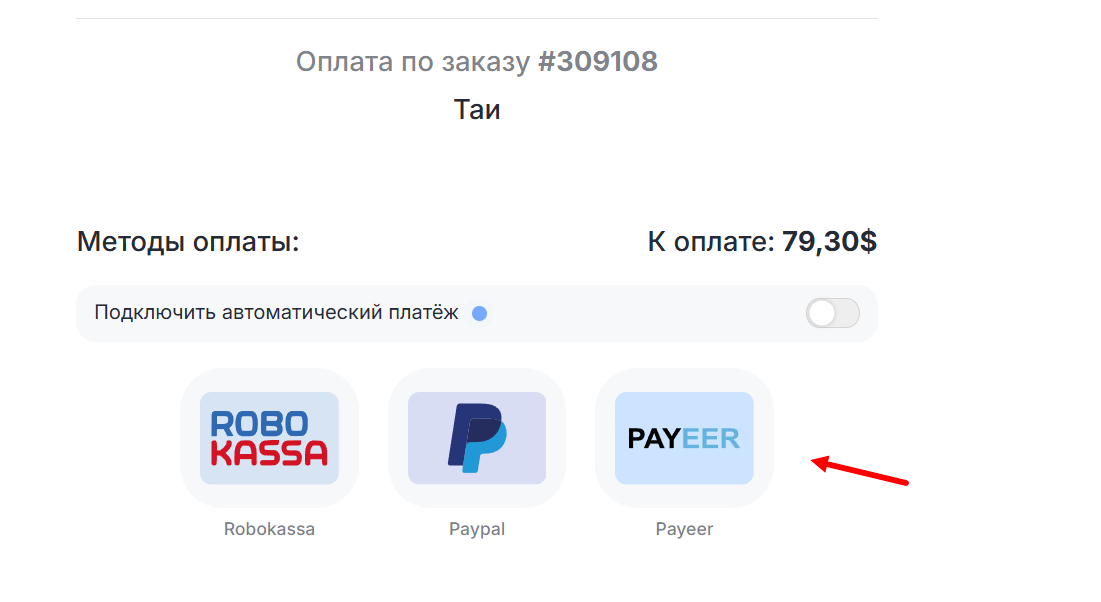 Оплата по заказу #309108
Таи
Методы оплаты:
К оплате: 79,30$
Подключить автоматический платёж
ROBO
KASSA
PAYEER
Robokassa
Paypal
Payeer